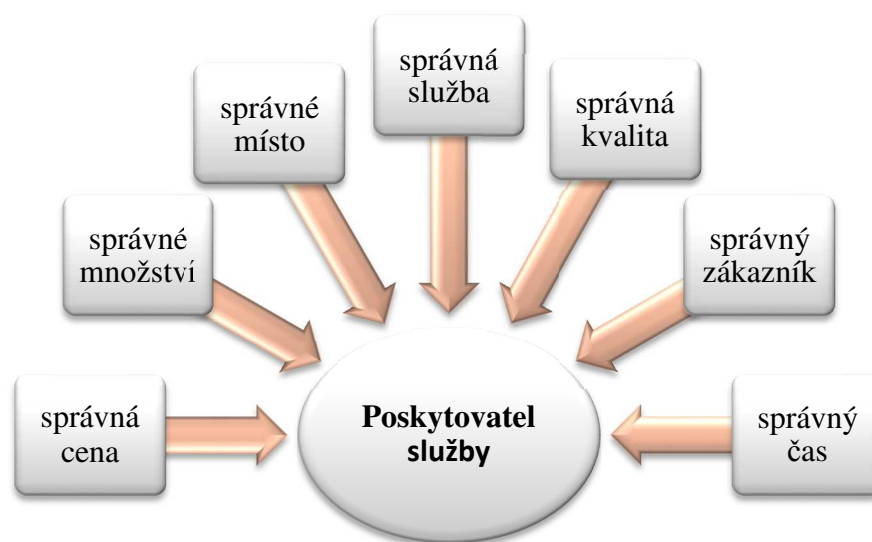 správná
služba
správné
místo
správná
kvalita
správné
množství
správný
zákazník
správná
cena
Poskytovatel
služby
správný
čas